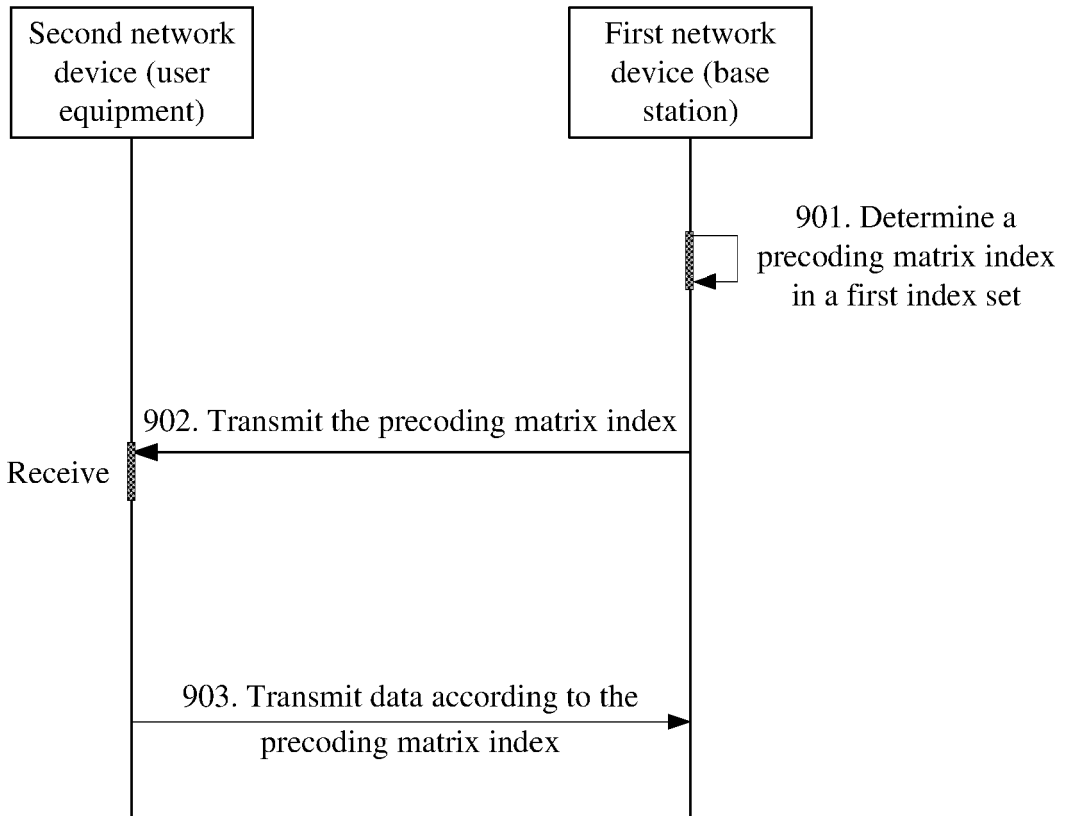 Second network
device (user
equipment)
First network
device (base
station)
901. Determine a
precoding matrix index
in a first index set
902. Transmit the precoding matrix index
Receive
903. Transmit data according to the
precoding matrix index